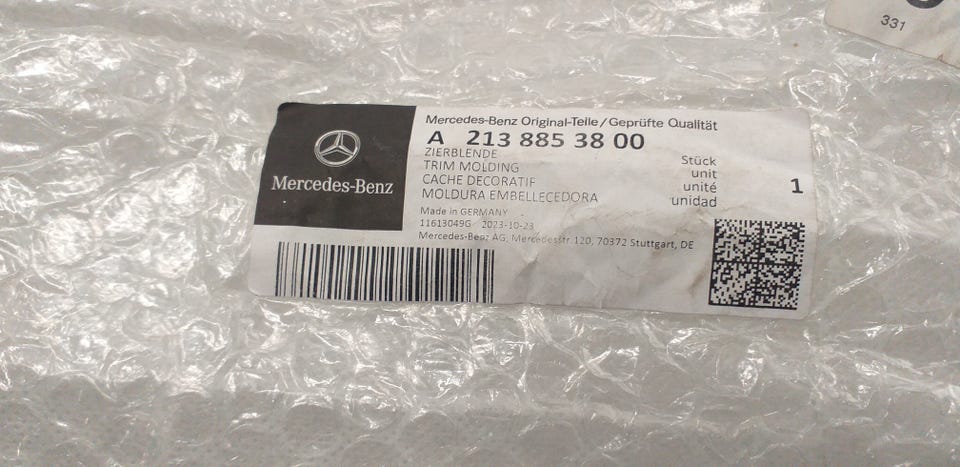 331
Mercedes-Benz
Mercedes-Benz Original-Teile/Geprüfte Qualität
A 213 885 38 00
ZIERBLENDE
TRIM MOLDING
CACHE DECORATIF
MOLDURA EMBELLECEDORA
Stück
unit
unité
unidad
1
Made in GERMANY
11613049G 2023-10-23
Mercedes-Benz AG, Mercedesstr. 120, 70372 Stuttgart, DE